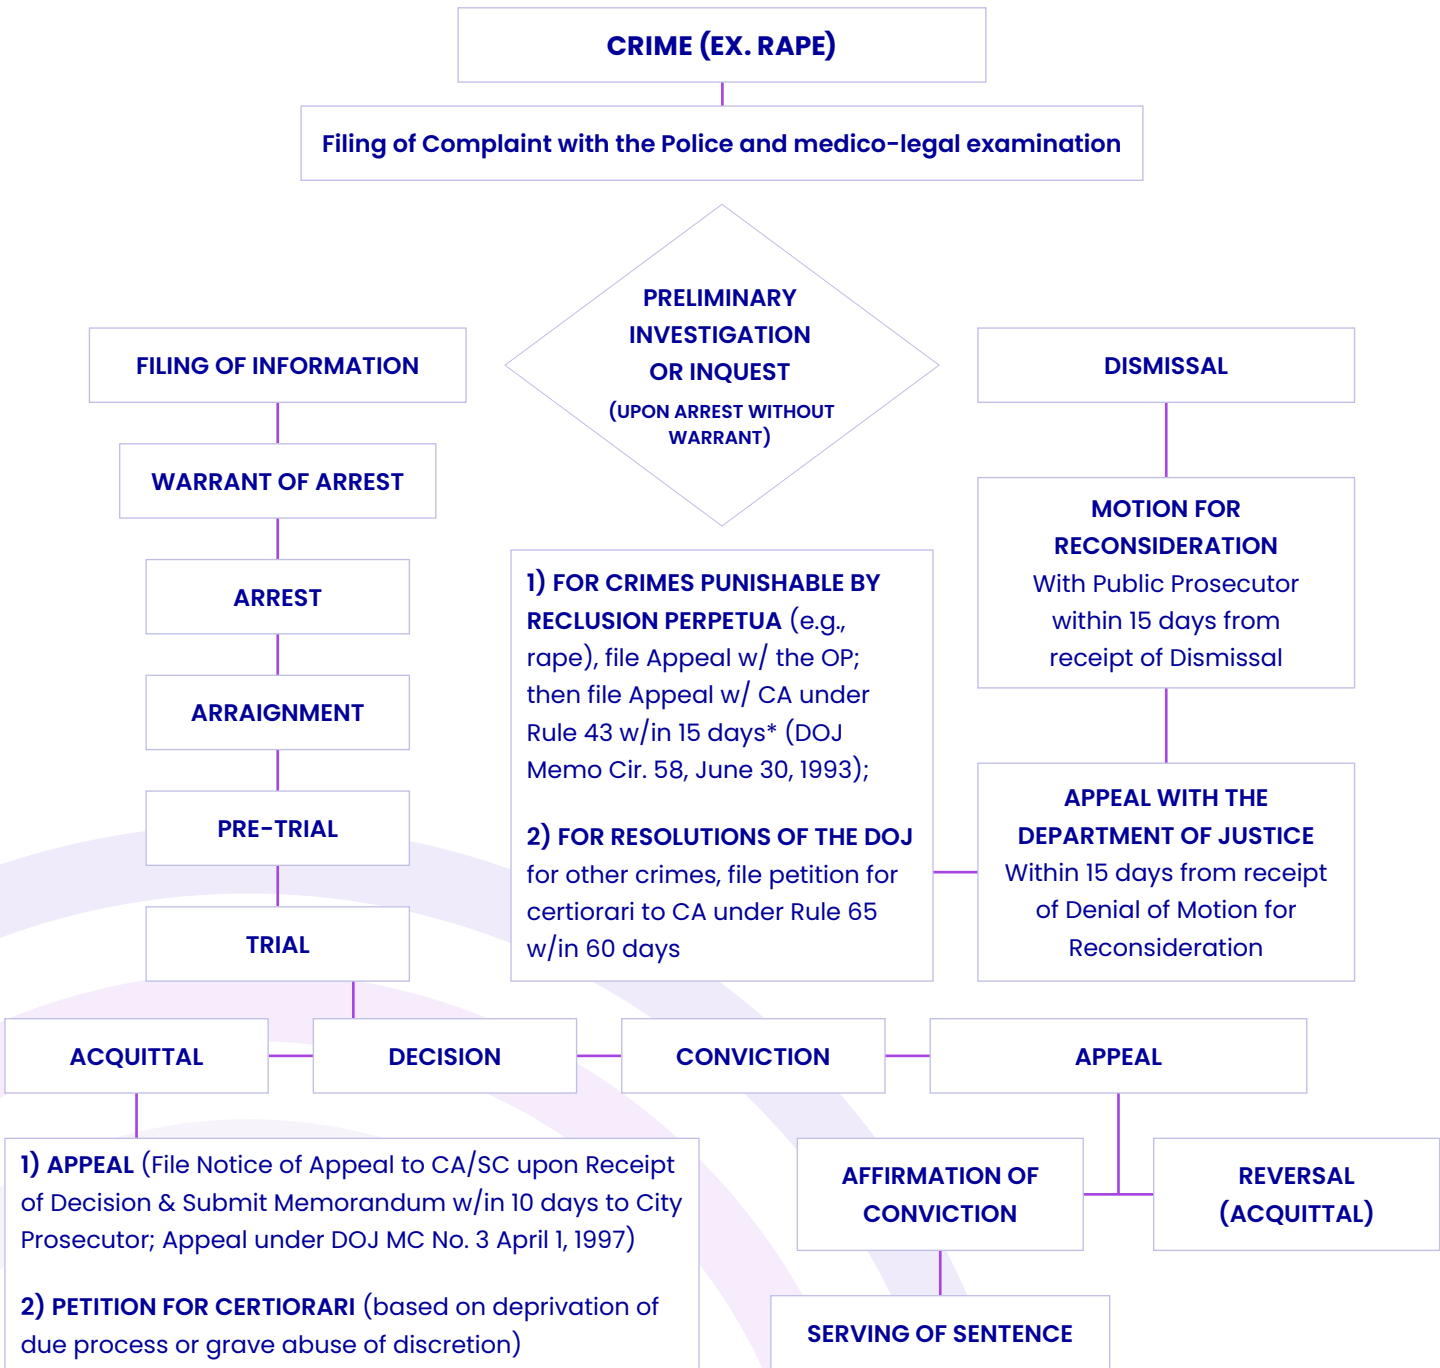 CRIME (EX. RAPE)
Filing of Complaint with the Police and medico-legal examination
PRELIMINARY
INVESTIGATION
OR INQUEST
(UPON ARREST WITHOUT
WARRANT)
FILING OF INFORMATION
WARRANT OF ARREST
ARREST
ARRAIGNMENT
PRE-TRIAL
TRIAL
DISMISSAL
MOTION FOR
RECONSIDERATION
With Public Prosecutor
within 15 days from
receipt of Dismissal
APPEAL WITH THE
DEPARTMENT OF JUSTICE
Within 15 days from receipt
of Denial of Motion for
Reconsideration
1) FOR CRIMES PUNISHABLE BY
RECLUSION PERPETUA (e.g.,
rape), file Appeal w/ the OP;
then file Appeal w/ CA under
Rule 43 w/in 15 days* (DOJ
Memo Cir. 58, June 30, 1993);
2) FOR RESOLUTIONS OF THE DOJ
for other crimes, file petition for
certiorari to CA under Rule 65
w/in 60 days
ACQUITTAL
DECISION
CONVICTION
APPEAL
1) APPEAL (File Notice of Appeal to CA/SC upon Receipt
of Decision & Submit Memorandum w/in 10 days to City
Prosecutor; Appeal under DOJ MC No. 3 April 1, 1997)
2) PETITION FOR CERTIORARI (based on deprivation of
due process or grave abuse of discretion)
AFFIRMATION OF
CONVICTION
REVERSAL
(ACQUITTAL)
SERVING OF SENTENCE